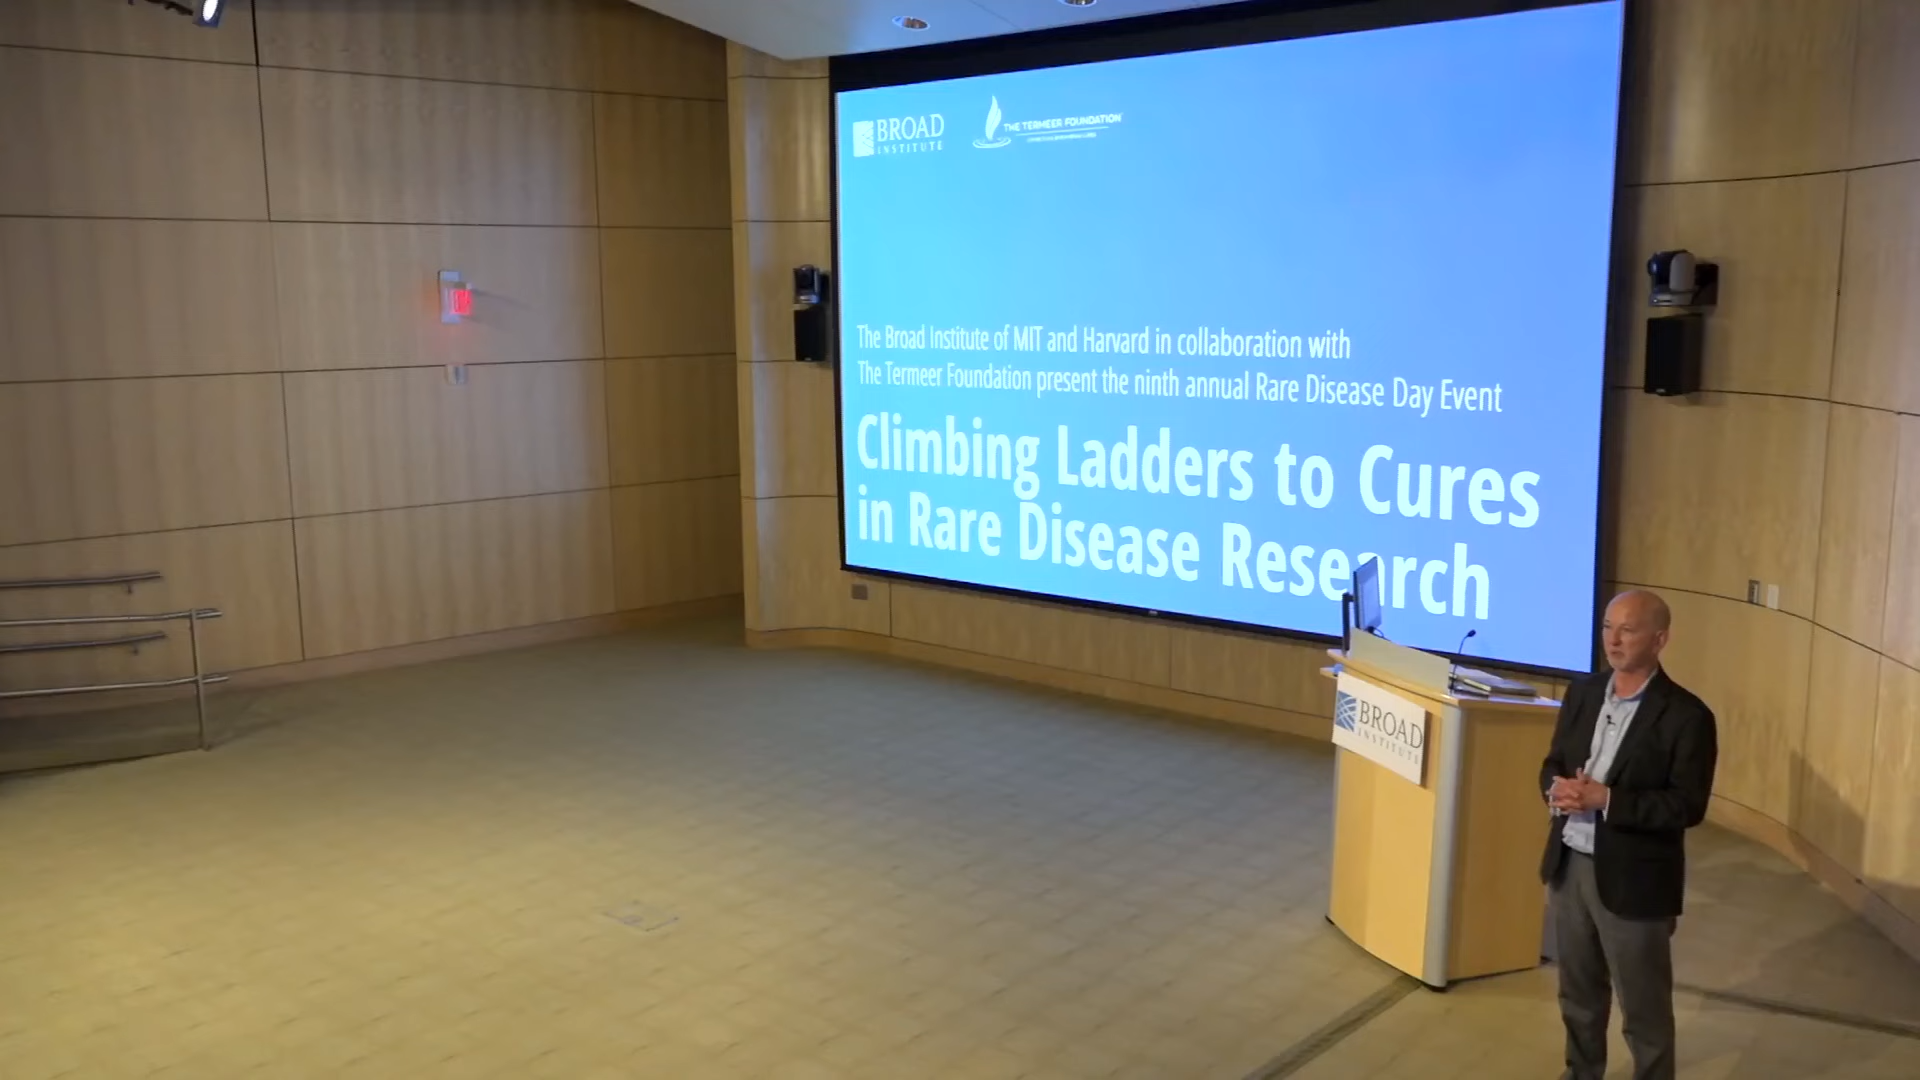 BROAD
INSTITUTE
THE TERMEER FOUNDATION
The Broad Institute of MIT and Harvard in collaboration with
The Termeer Foundation present the ninth annual Rare Disease Day Event
Climbing Ladders to Cures
in Rare Disease Research
BROAD
INSTITUTE